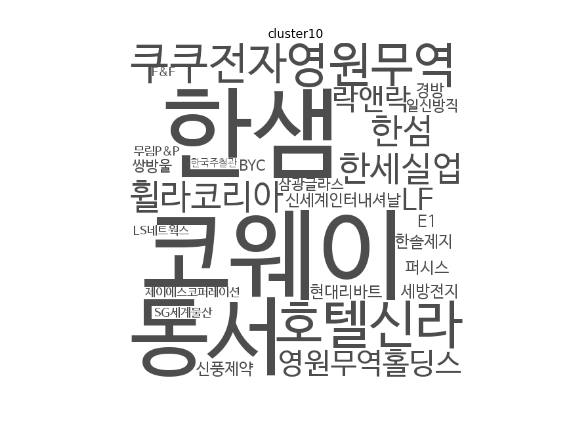 cluster10
쿠쿠전자
영원무역
F&F
한샘
락앤락
경방
일신방직
한섬
무림P&P
쌍방울
한국주철관
BYC
한세실업
휠라코리아
삼광글라스
신세계인터내셔날
LF
코웨이
E1
LS네트웍스
한솔제지
퍼시스
제이에스코퍼레이션
현대리바트
세방전지
동서
SG세계물산
호텔신라
신풍제약
영원무역홀딩스